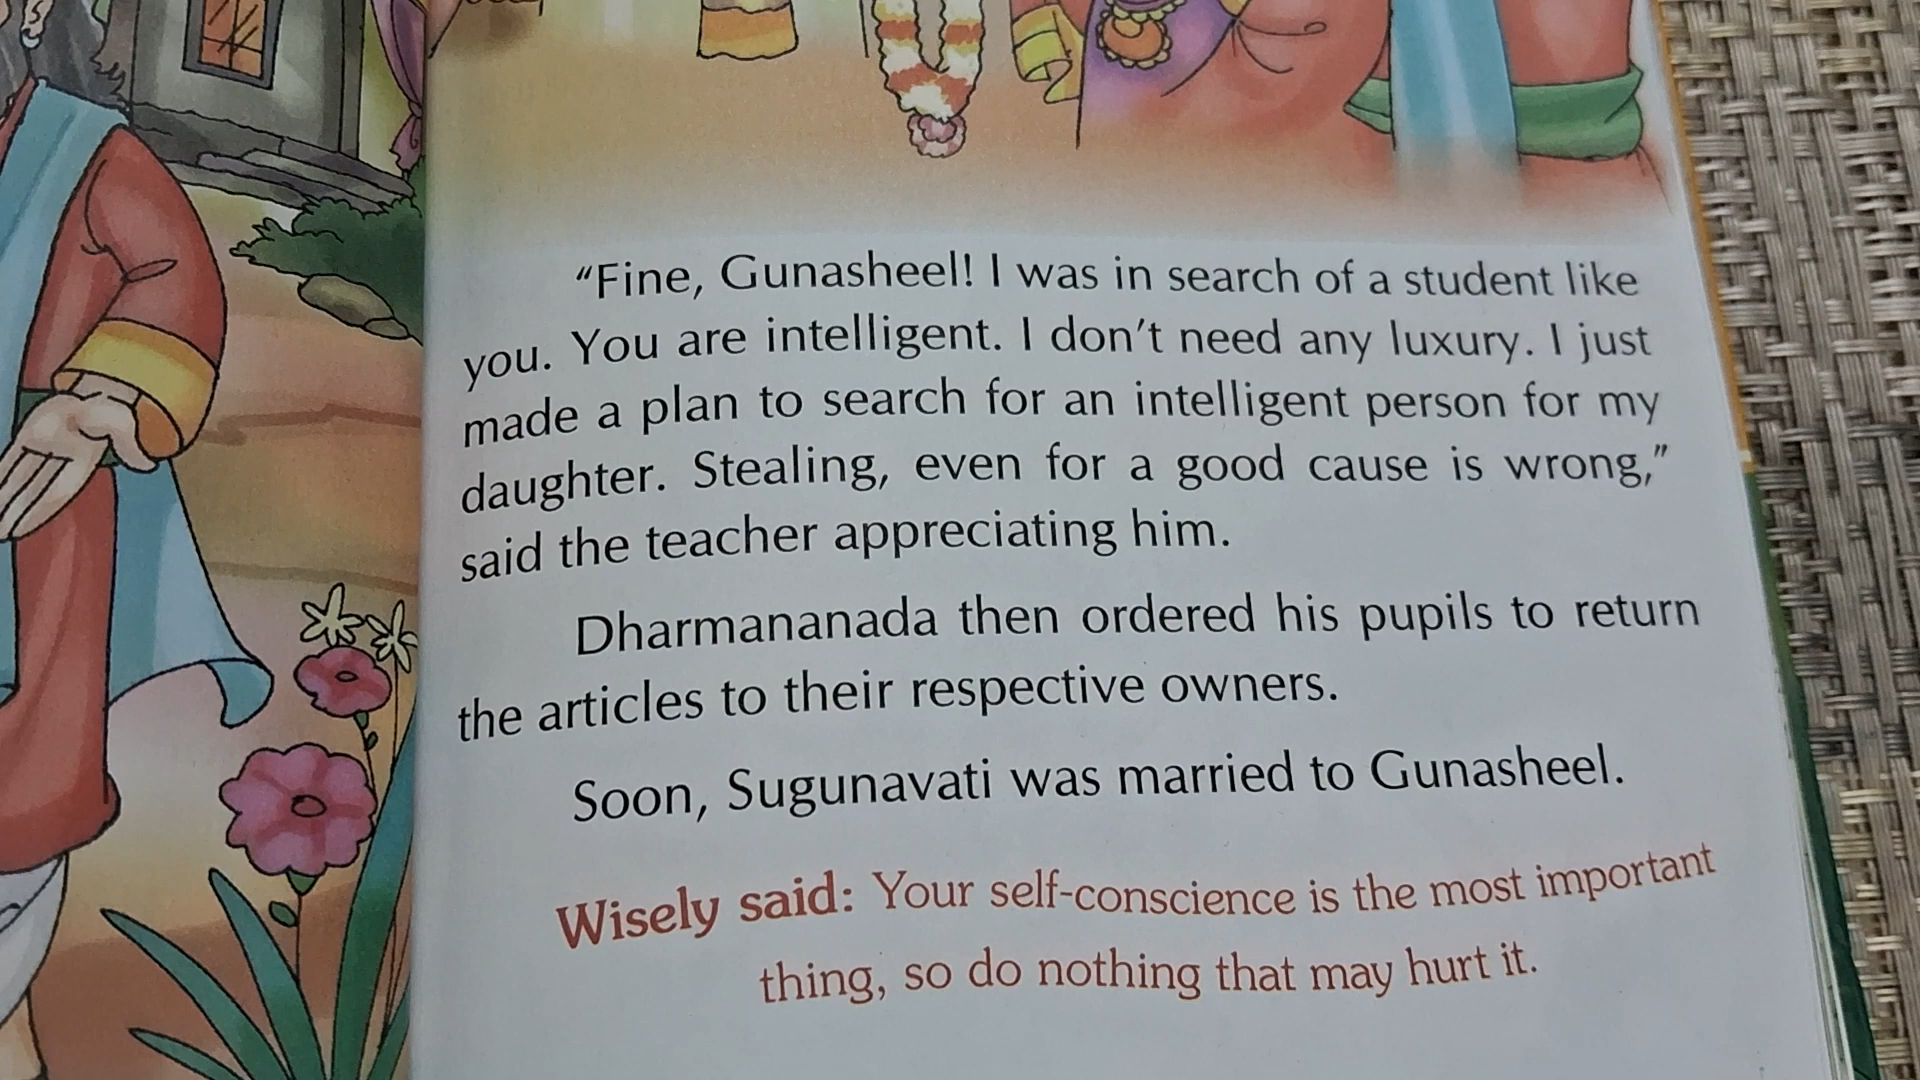 “Fine, Gunasheel! I was in search of a student like
you. You are intelligent. I don’t need any luxury. I just
made a plan to search for an intelligent person for my
daughter. Stealing, even for a good cause is wrong,”
said the teacher appreciating him.
Dharmananada then ordered his pupils to return
the articles to their respective owners.
Soon, Sugunavati was married to Gunasheel.
Wisely said: Your self-conscience is the most important
thing, so do nothing that may hurt it.